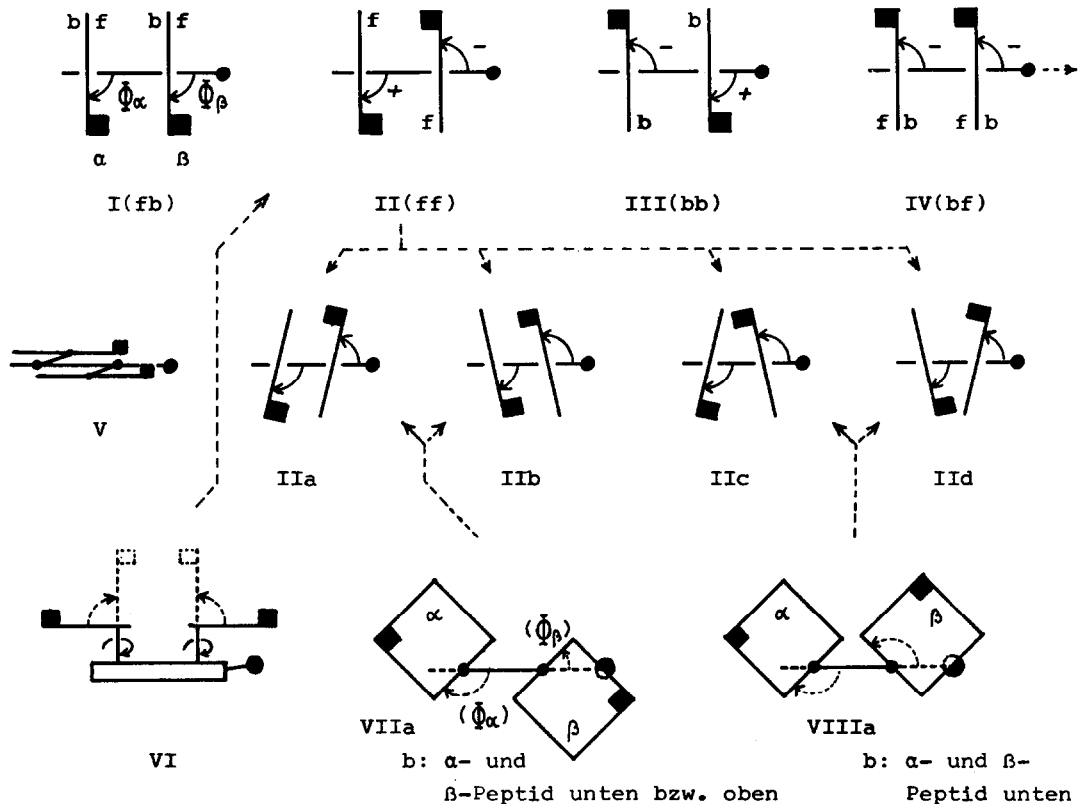 b f b f f - - b - -
Φα Φβ + f b + f b f b
α β
I(fb) II(ff) III(bb) IV(bf)
V IIa IIb IIc IId
α (Φβ) α β
(Φα) β
VI VIIa VIIIa
b: α- und b: α- und β-
β-Peptid unten bzw. oben Peptid unten